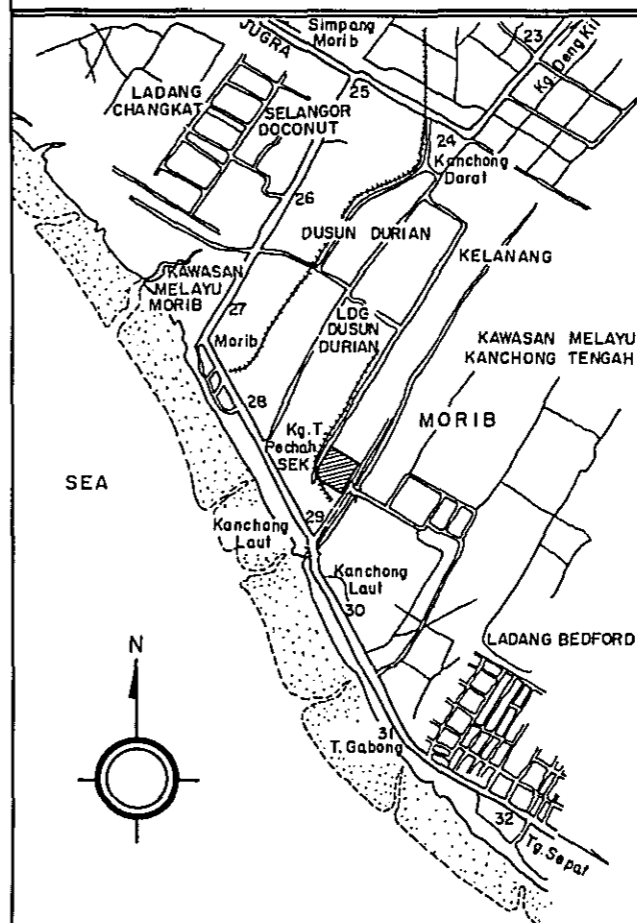 JUGRA
Simpang
Morib
23
Kg. Deng Kil
LADANG
CHANGKAT
SELANGOR
DOCONUT
25
24
Kanchong
Darat
26
DUSUN DURIAN
KELANANG
KAWASAN
MELAYU
MORIB
27
Morib
LDG
DUSUN
DURIAN
KAWASAN MELAYU
KANCHONG TENGAH
28
MORIB
Kg. T.
Pechah
SEK
SEA
29
Kanchong
Laut
Kanchong
Laut
30
LADANG BEDFORD
N
31
T. Gabong
32
Tg. Sepat